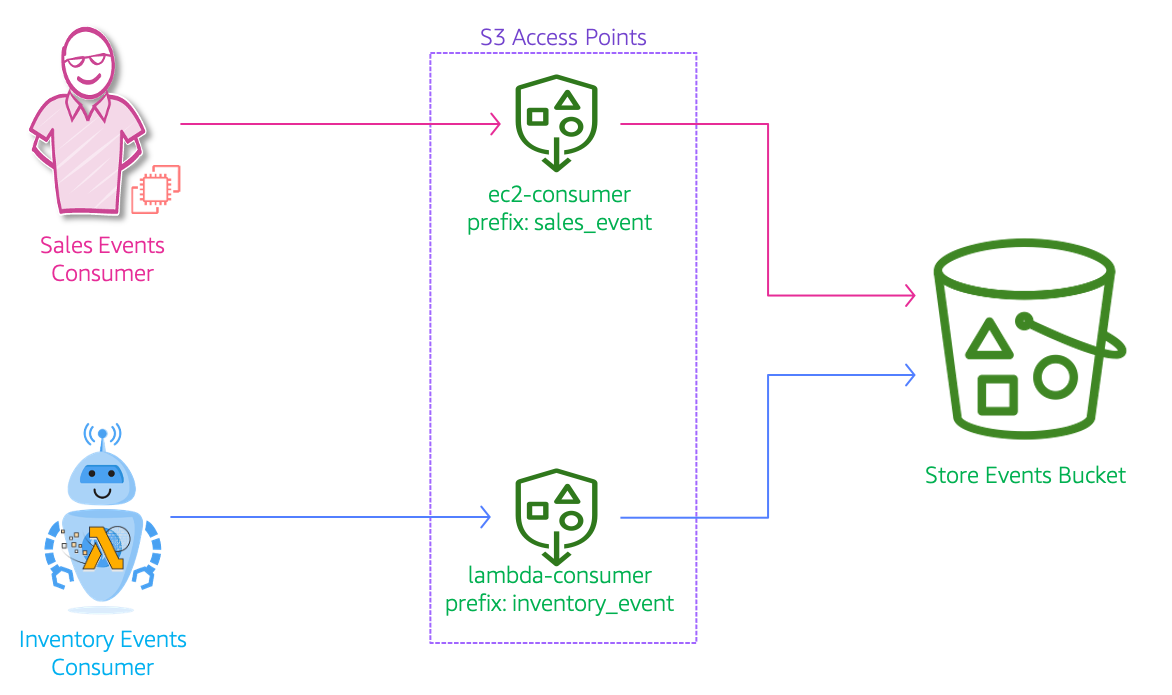 S3 Access Points
ec2-consumer
prefix: sales_event
Sales Events
Consumer
Store Events Bucket
lambda-consumer
prefix: inventory_event
Inventory Events
Consumer